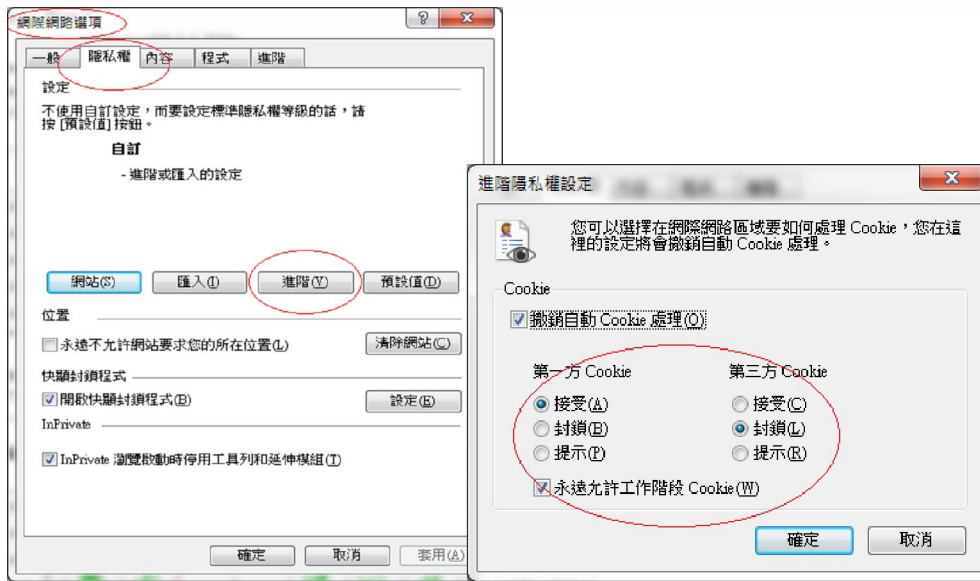 網際網路選項
一般 隱私權 內容 程式 進階
設定
不使用自訂設定，而要設定標準隱私權等級的話，請
按 [預設值] 按鈕。
自訂
- 進階或匯入的設定
網站(S) 匯入(I) 進階(V) 預設值(D)
位置
永遠不允許網站要求您的所在位置(L) 清除網站(C)
快顯封鎖程式
開啟快顯封鎖程式(B) 設定(E)
InPrivate
InPrivate 瀏覽啟動時停用工具列和延伸模組(T)
確定 取消 套用(A)
進階隱私權設定
您可以選擇在網際網路區域要如何處理 Cookie，您在這
裡的設定將會撤銷自動 Cookie 處理。
Cookie
撤銷自動 Cookie 處理(O)
第一方 Cookie 第三方 Cookie
接受(A) 接受(C)
封鎖(B) 封鎖(L)
提示(P) 提示(R)
永遠允許工作階段 Cookie(W)
確定 取消